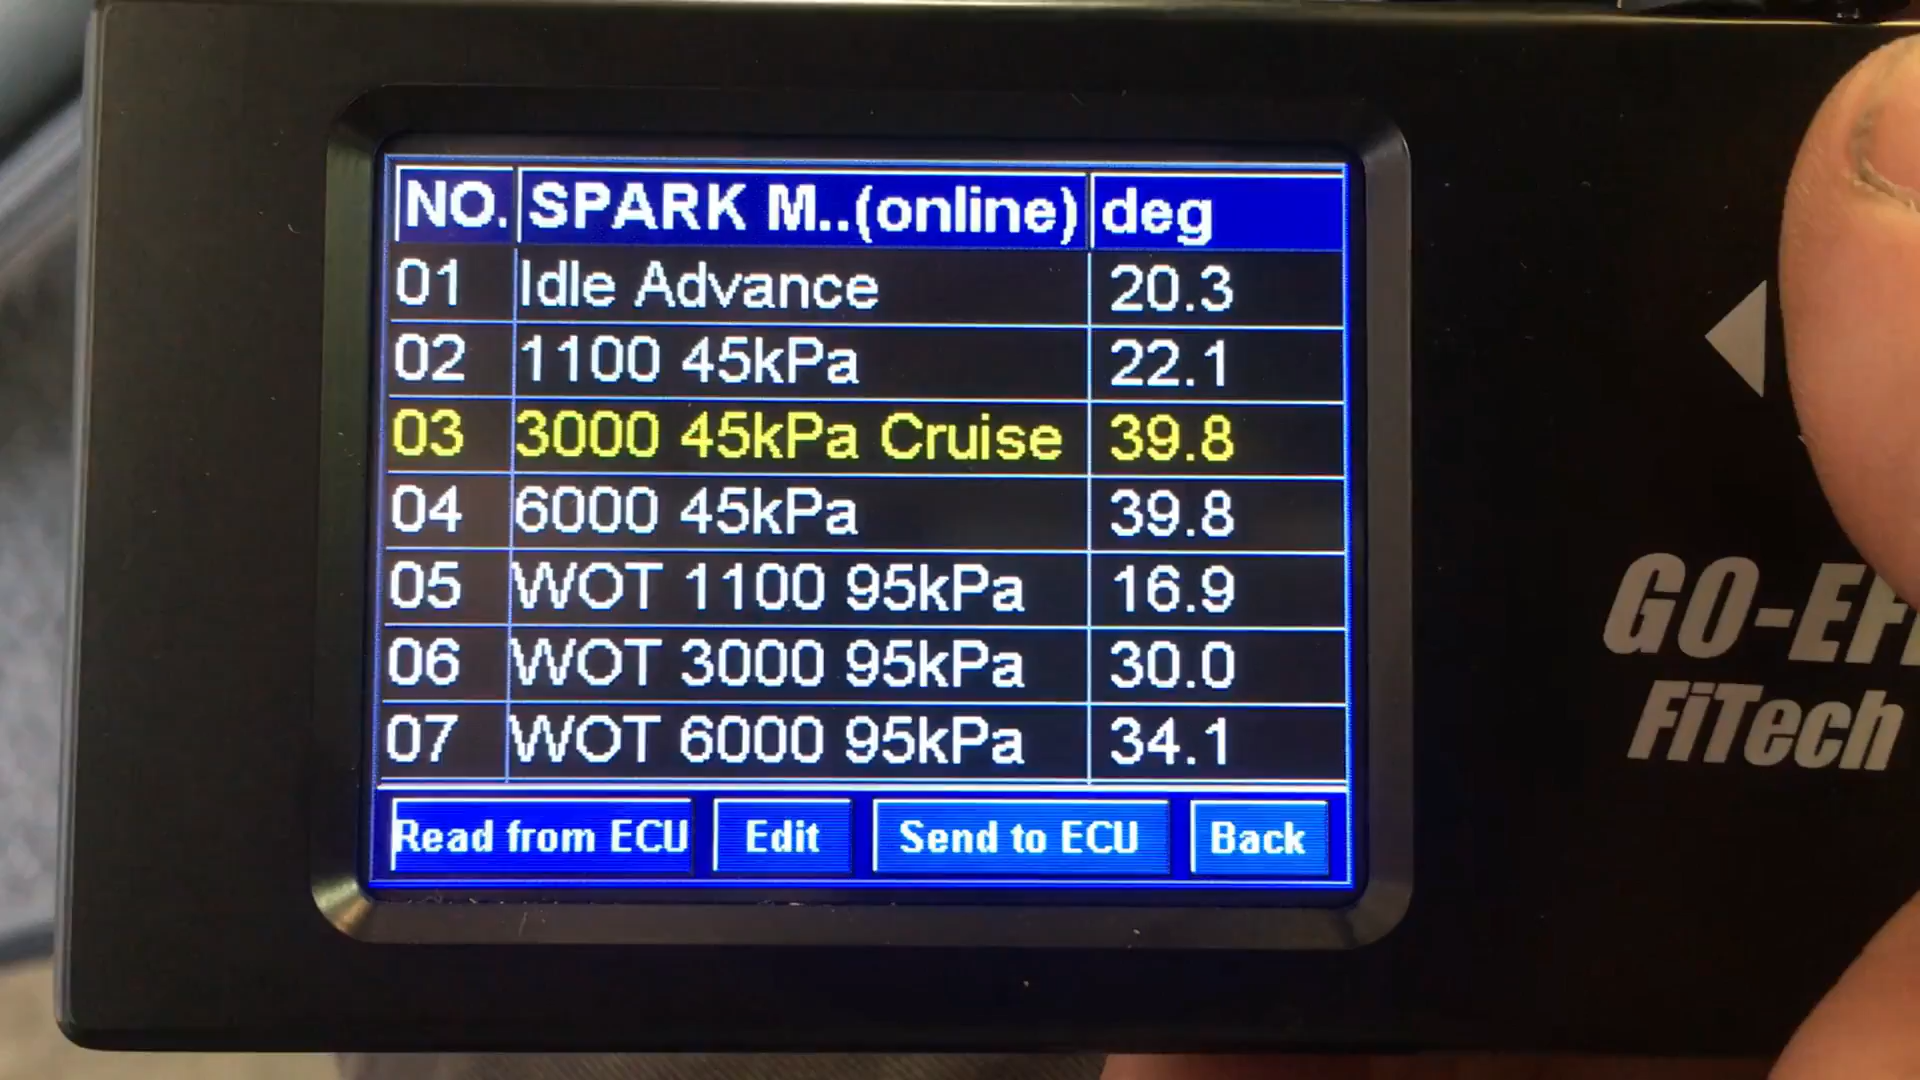 NO. SPARK M..(online) deg
01 Idle Advance 20.3
02 1100 45kPa 22.1
03 3000 45kPa Cruise 39.8
04 6000 45kPa 39.8
05 WOT 1100 95kPa 16.9
06 WOT 3000 95kPa 30.0
07 WOT 6000 95kPa 34.1
Read from ECU Edit Send to ECU Back
GO-EF
FiTech